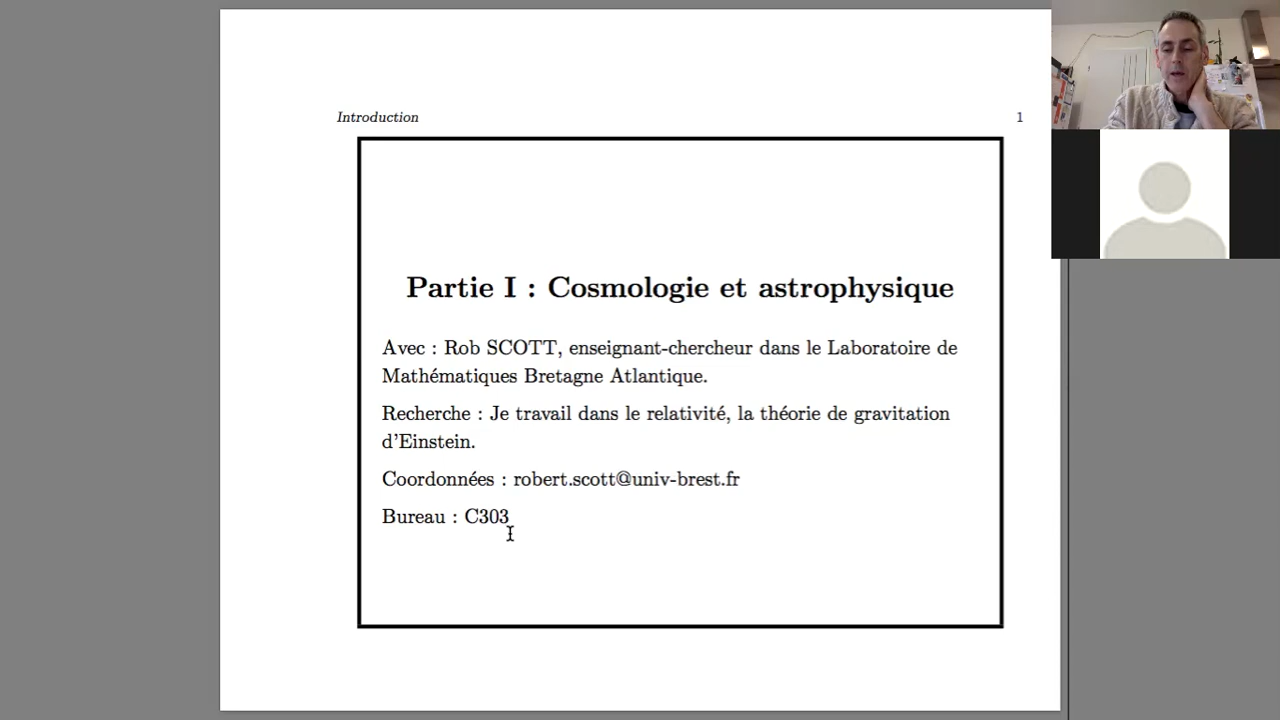 Introduction 1
Partie I : Cosmologie et astrophysique
Avec : Rob SCOTT, enseignant-chercheur dans le Laboratoire de
Mathématiques Bretagne Atlantique.
Recherche : Je travail dans le relativité, la théorie de gravitation
d'Einstein.
Coordonnées : robert.scott@univ-brest.fr
Bureau : C303